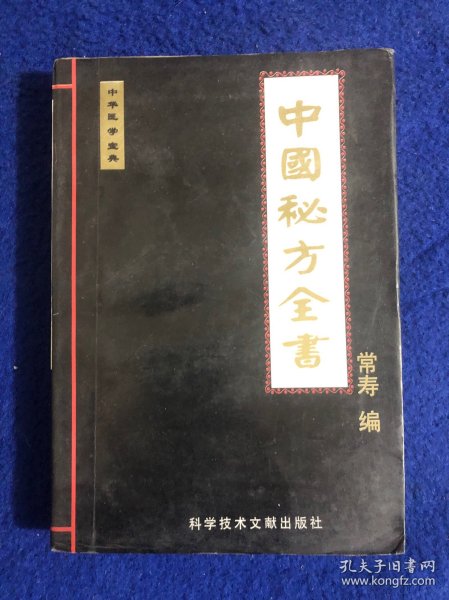 中华医学宝典
中國秘方全書
常寿 编
科学技术文献出版社
孔夫子旧书网
www.kongfz.com